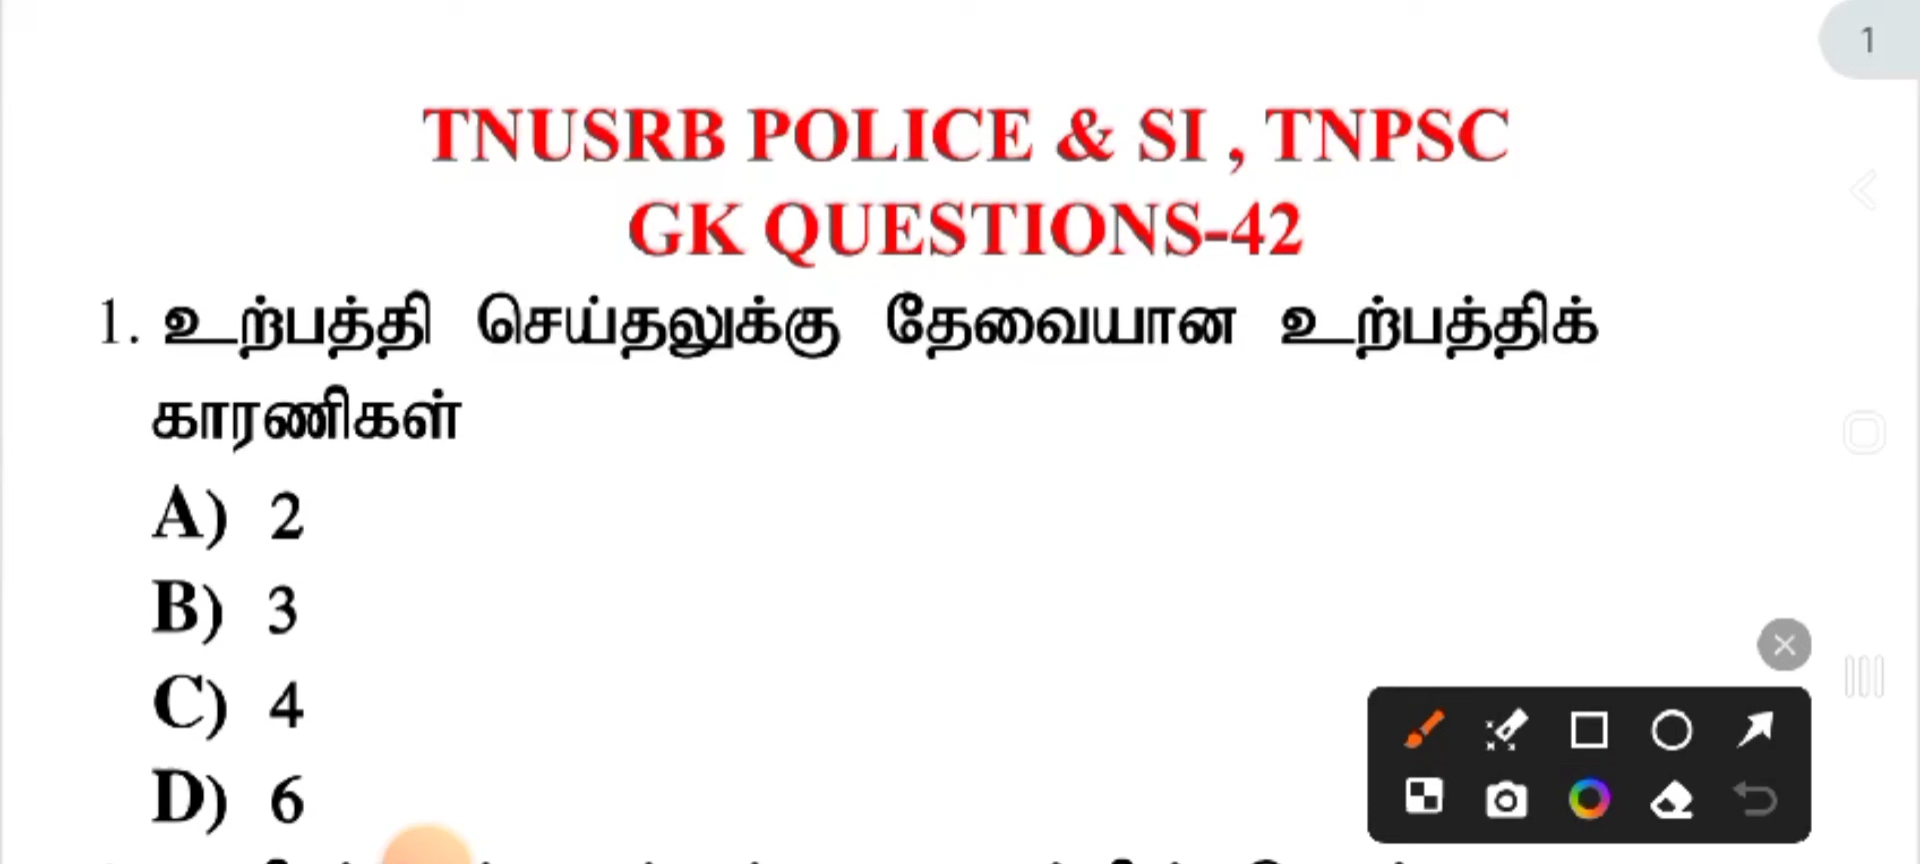 1
TNUSRB POLICE & SI , TNPSC
GK QUESTIONS-42
1. உற்பத்தி செய்தலுக்கு தேவையான உற்பத்திக்
காரணிகள்
A) 2
B) 3
C) 4
D) 6